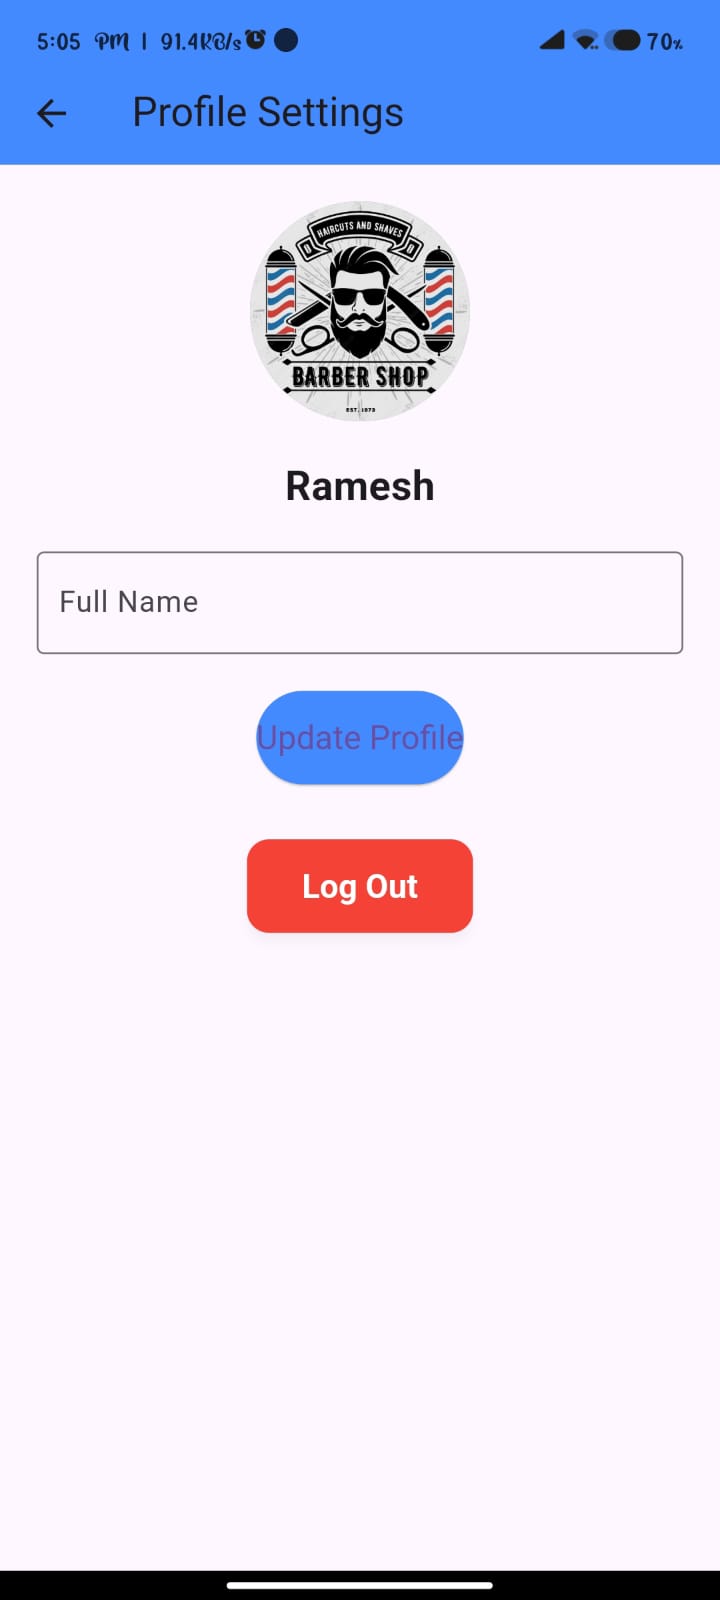 5:05 PM | 91.4KB/s 70%
Profile Settings
HAIRCUTS AND SHAVES
BARBER SHOP
EST. 1973
Ramesh
Full Name
Update Profile
Log Out